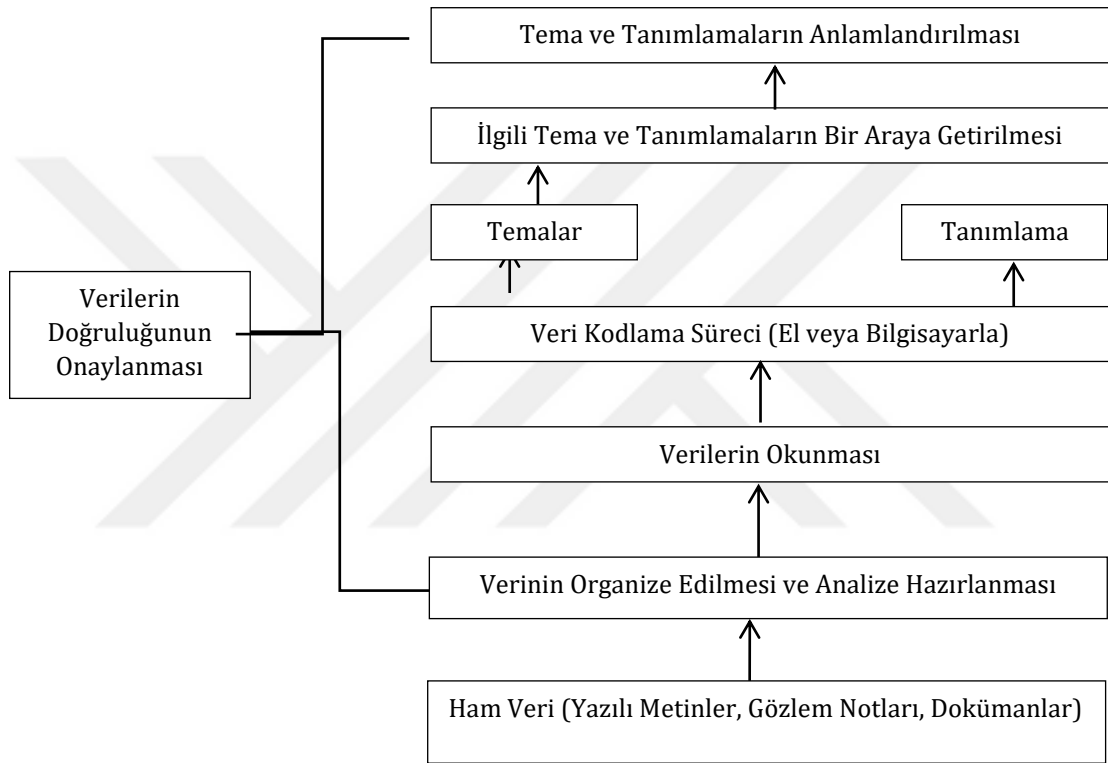 Tema ve Tanımlamaların Anlamlandırılması
İlgili Tema ve Tanımlamaların Bir Araya Getirilmesi
Temalar
Tanımlama
Verilerin
Doğruluğunun
Onaylanması
Veri Kodlama Süreci (El veya Bilgisayarla)
Verilerin Okunması
Verinin Organize Edilmesi ve Analize Hazırlanması
Ham Veri (Yazılı Metinler, Gözlem Notları, Dokümanlar)